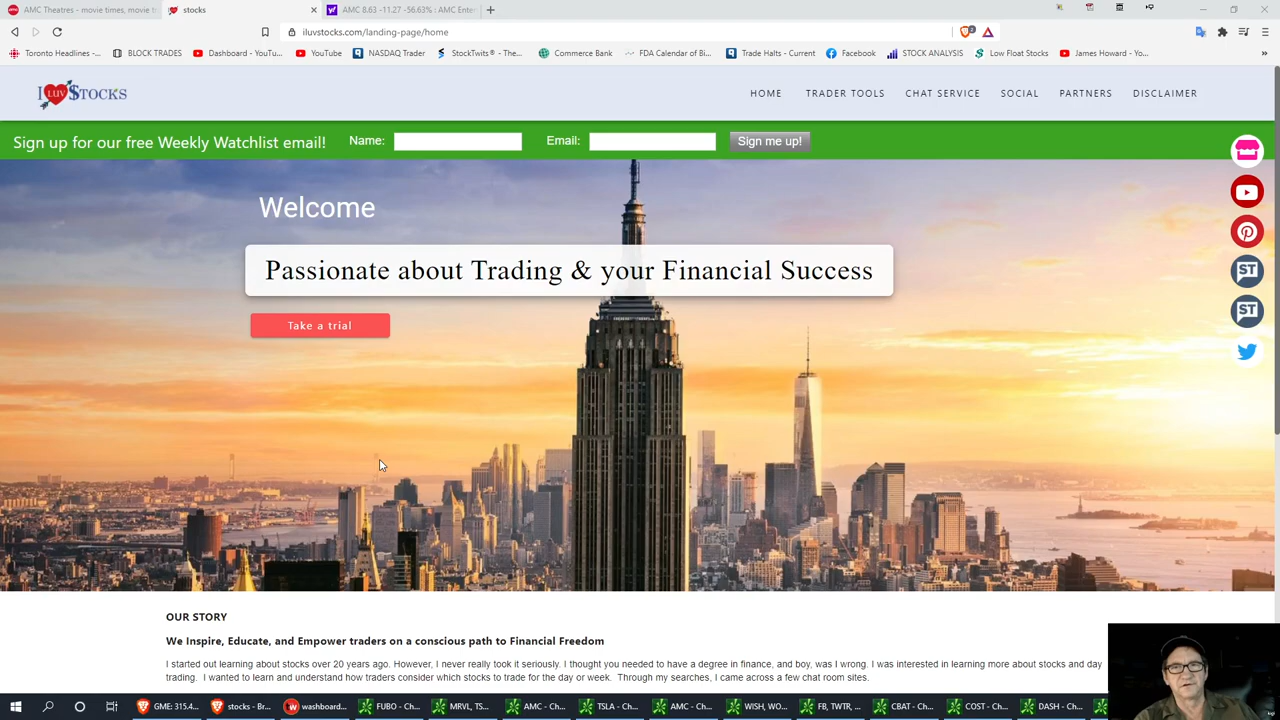 AMC Theatres - movie times, movie t
stocks
AMC 8.63 -11.27 -56.63% : AMC Enter
iluvstocks.com/landing-page/home
Toronto Headlines -...
BLOCK TRADES
Dashboard - YouTu...
YouTube
NASDAQ Trader
StockTwits® - The...
Commerce Bank
FDA Calendar of Bi...
Trade Halts - Current
Facebook
STOCK ANALYSIS
Low Float Stocks
James Howard - Yo...
I LUV $TOCKS
HOME
TRADER TOOLS
CHAT SERVICE
SOCIAL
PARTNERS
DISCLAIMER
Sign up for our free Weekly Watchlist email! Name: Email: Sign me up!
Welcome
Passionate about Trading & your Financial Success
Take a trial
ST
ST
OUR STORY
We Inspire, Educate, and Empower traders on a conscious path to Financial Freedom
I started out learning about stocks over 20 years ago. However, I never really took it seriously. I thought you needed to have a degree in finance, and boy, was I wrong. I was interested in learning more about stocks and day
trading. I wanted to learn and understand how traders consider which stocks to trade for the day or week. Through my searches, I came across a few chat room sites.
GME: 315.4...
stocks - Br...
washboard...
FUBO - Ch...
MRVL, TS...
AMC - Ch...
TSLA - Ch...
AMC - Ch...
WISH, WO...
FB, TWTR, ...
CBAT - Ch...
COST - Ch...
DASH - Ch...